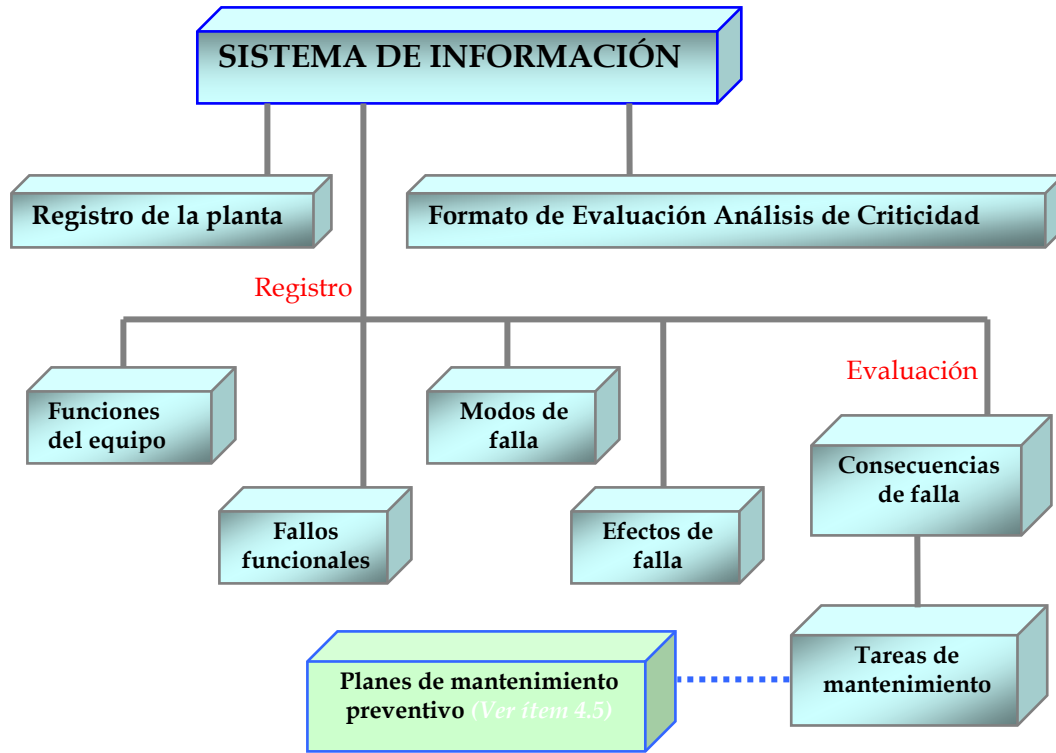 SISTEMA DE INFORMACIÓN
Registro de la planta
Formato de Evaluación Análisis de Criticidad
Registro
Evaluación
Funciones
del equipo
Modos de
falla
Consecuencias
de falla
Fallos
funcionales
Efectos de
falla
Tareas de
mantenimiento
Planes de mantenimiento
preventivo (Ver ítem 4.5)